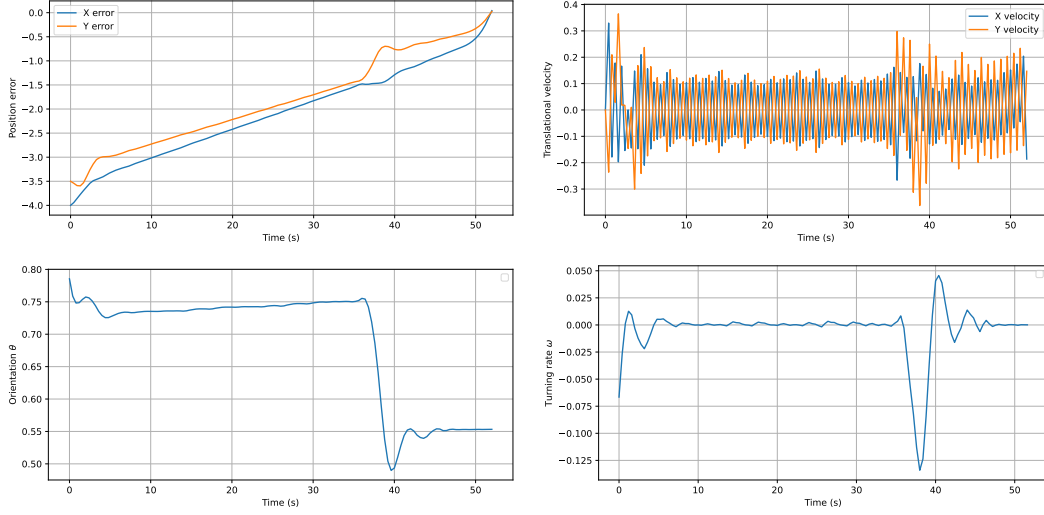 X error
Y error
Position error
0.0
−0.5
−1.0
−1.5
−2.0
−2.5
−3.0
−3.5
−4.0
0 10 20 30 40 50
Time (s)
X velocity
Y velocity
Translational velocity
0.4
0.3
0.2
0.1
0.0
−0.1
−0.2
−0.3
0 10 20 30 40 50
Time (s)
Orientation θ
0.80
0.75
0.70
0.65
0.60
0.55
0.50
0 10 20 30 40 50
Time (s)
Turning rate ω
0.050
0.025
0.000
−0.025
−0.050
−0.075
−0.100
−0.125
0 10 20 30 40 50
Time (s)